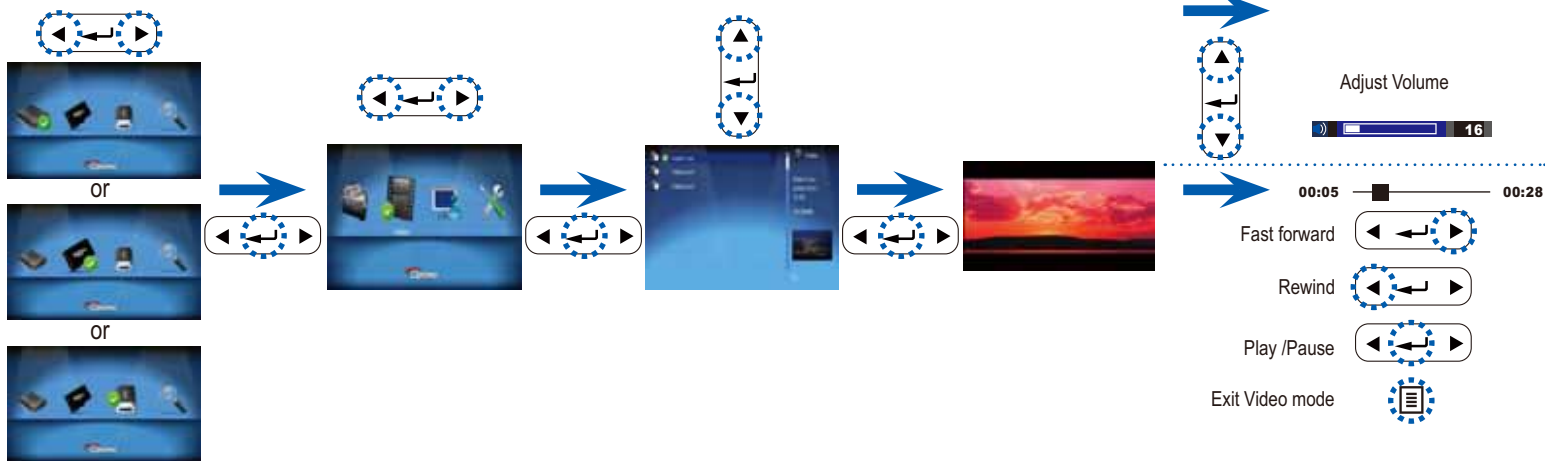 or
or
Adjust Volume
16
00:05
00:28
Fast forward
Rewind
Play /Pause
Exit Video mode